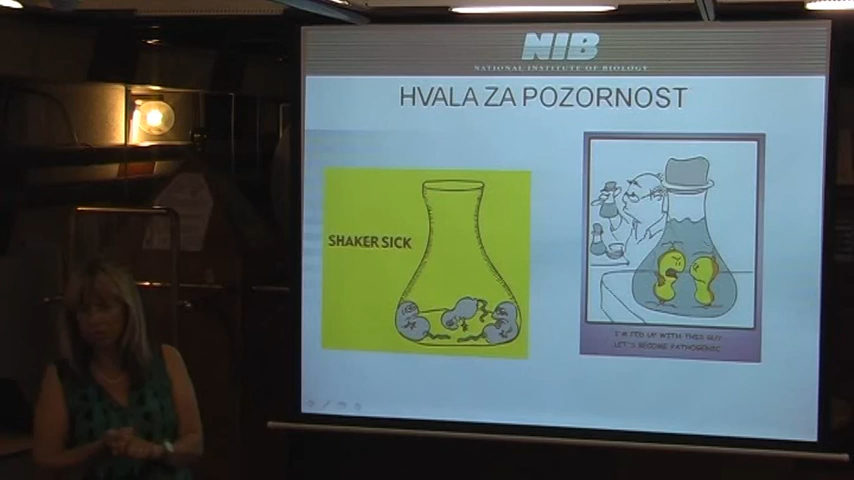 NIB
NATIONAL INSTITUTE OF BIOLOGY
HVALA ZA POZORNOST
SHAKER SICK
I'M FED UP WITH THIS GUY.
LET'S BECOME PATHOGENIC